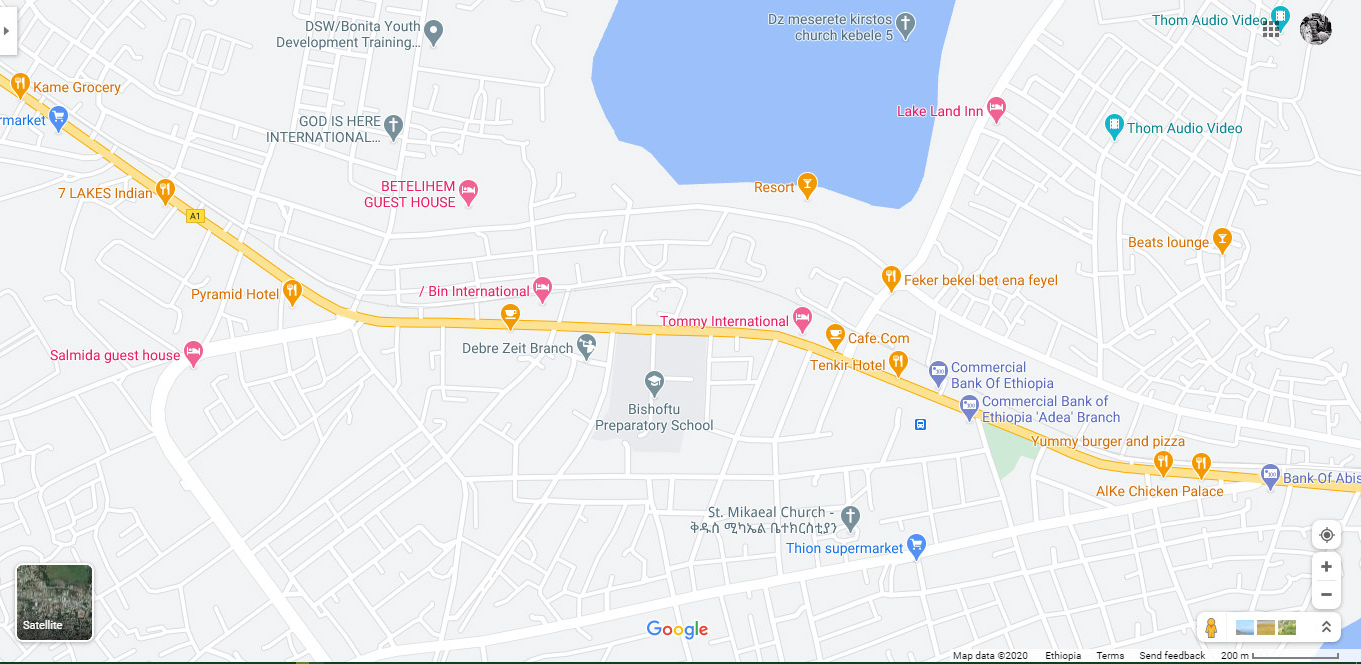 DSW/Bonita Youth
Development Training...
Dz meserete kirstos
church kebele 5
Thom Audio Video
Kame Grocery
rmarket
GOD IS HERE
INTERNATIONAL...
Lake Land Inn
Thom Audio Video
7 LAKES Indian
BETELIHEM
GUEST HOUSE
Resort
A1
Beats lounge
Pyramid Hotel
/ Bin International
Feker bekel bet ena feyel
Tommy International
Cafe.Com
Salmida guest house
Debre Zeit Branch
Tenkir Hotel
Commercial
Bank Of Ethiopia
Commercial Bank of
Ethiopia 'Adea' Branch
Bishoftu
Preparatory School
Yummy burger and pizza
AlKe Chicken Palace
Bank Of Abis
St. Mikaeal Church -
ቅዱስ ሚካኤል ቤተክርስቲያን
Thion supermarket
Satellite
Google
Map data ©2020 Ethiopia Terms Send feedback 200 m